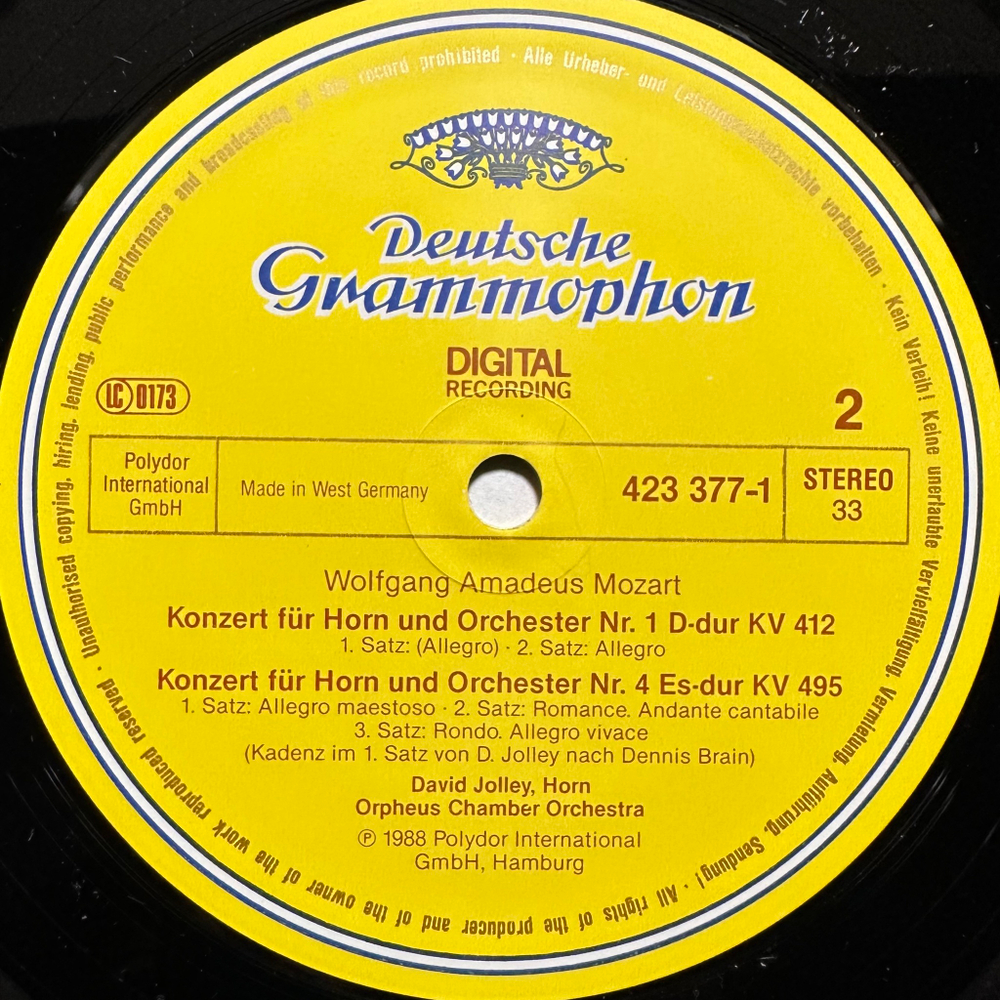 Unauthorised copying, hiring, lending, public performance and broadcasting of this record prohibited · Alle Urheber- und Leistungsschutzrechte vorbehalten · Kein Verleih! Keine unerlaubte Vervielfältigung, Vermietung, Aufführung, Sendung! · All rights of the producer and of the owner of the work reproduced reserved ·
Deutsche
Grammophon
DIGITAL
RECORDING
LC 0173
2
Polydor
International
GmbH
Made in West Germany
423 377-1
STEREO
33
Wolfgang Amadeus Mozart
Konzert für Horn und Orchester Nr. 1 D-dur KV 412
1. Satz: (Allegro) · 2. Satz: Allegro
Konzert für Horn und Orchester Nr. 4 Es-dur KV 495
1. Satz: Allegro maestoso · 2. Satz: Romance. Andante cantabile
3. Satz: Rondo. Allegro vivace
(Kadenz im 1. Satz von D. Jolley nach Dennis Brain)
David Jolley, Horn
Orpheus Chamber Orchestra
℗ 1988 Polydor International
GmbH, Hamburg